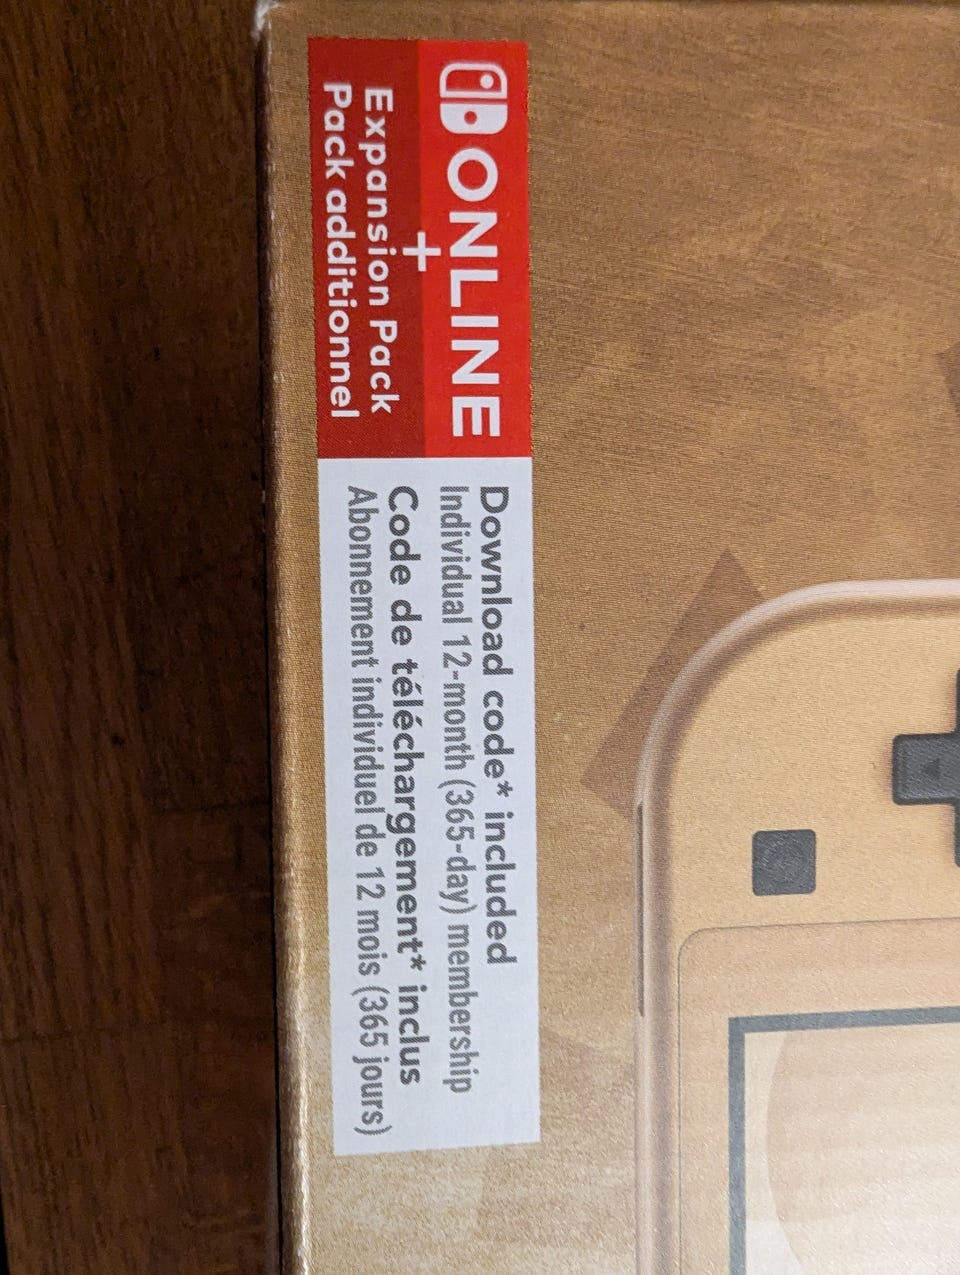 ONLINE
+
Expansion Pack
Pack additionnel
Download code* included
Individual 12-month (365-day) membership
Code de téléchargement* inclus
Abonnement individuel de 12 mois (365 jours)